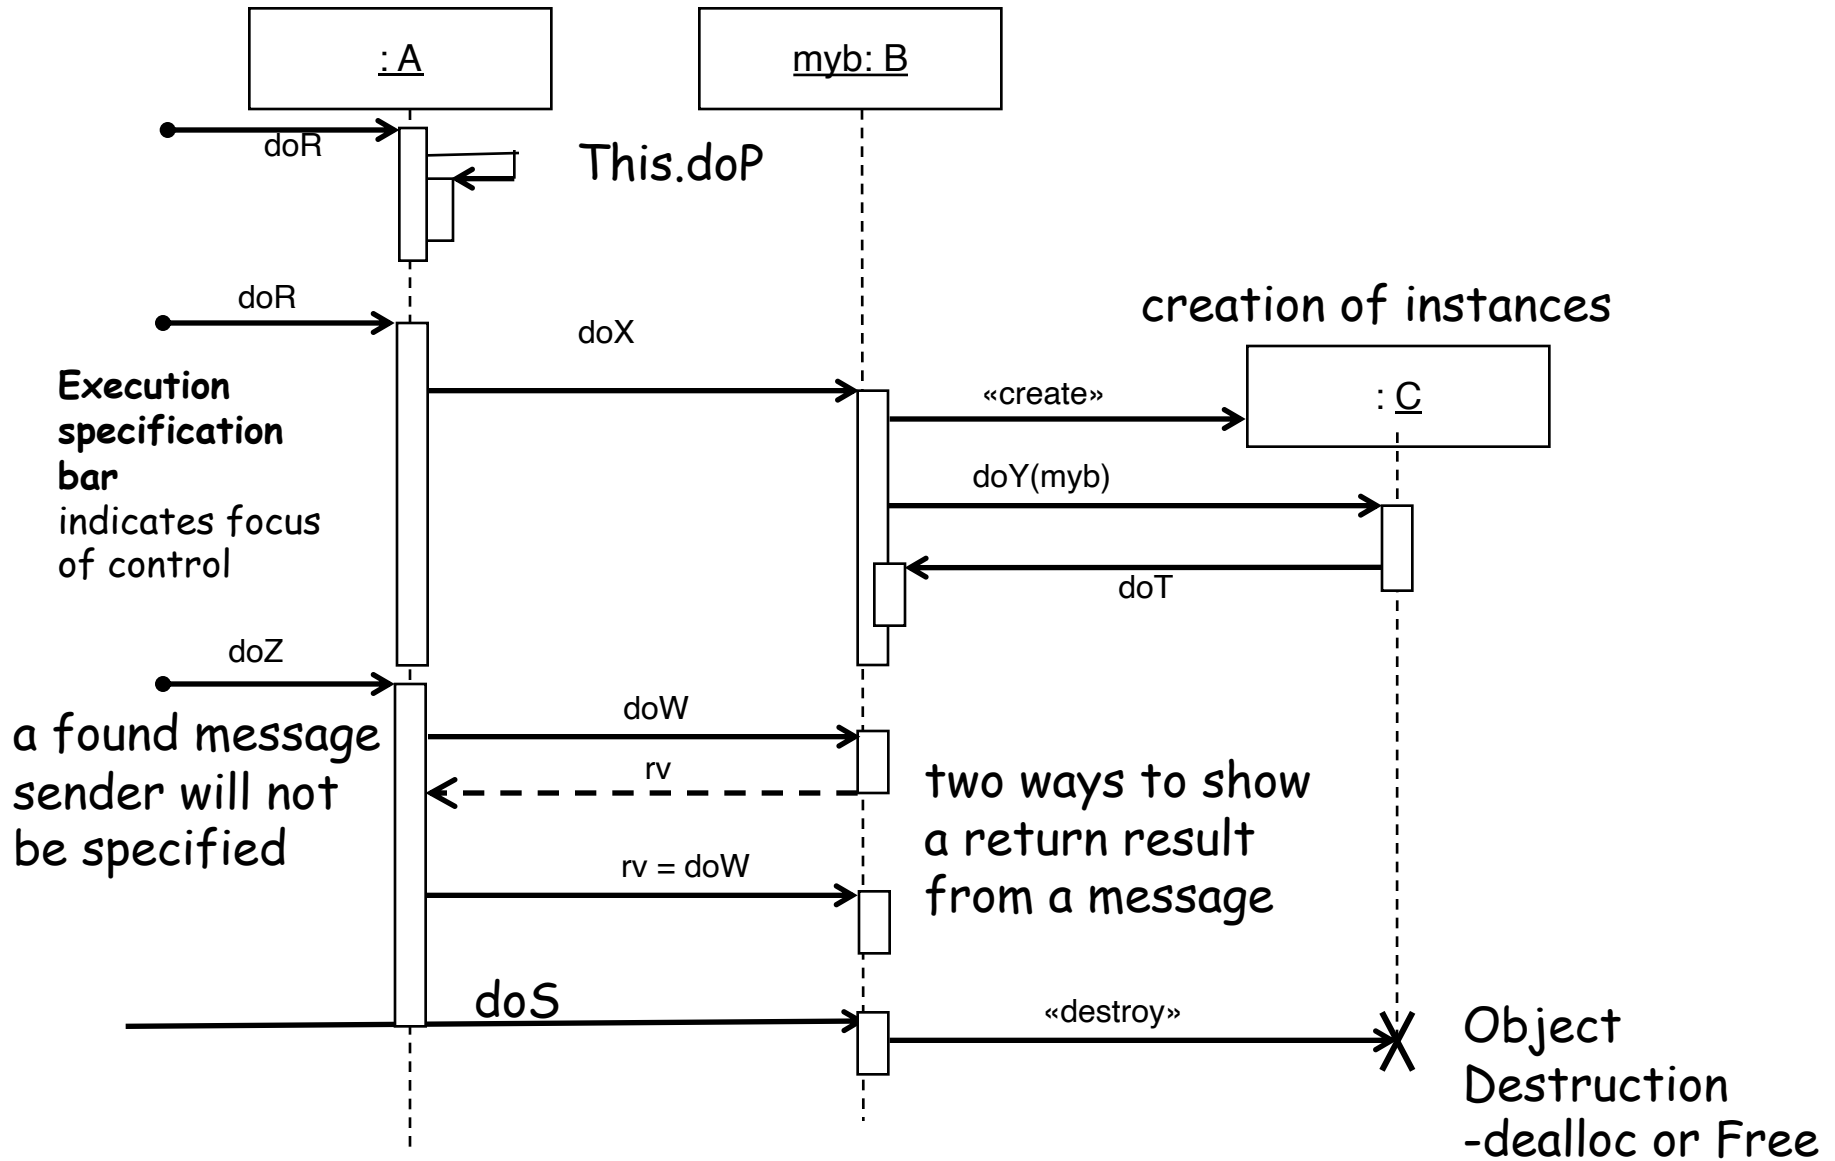 : A
myb: B
doR
This.doP
doR
doX
creation of instances
Execution
specification
bar
indicates focus
of control
«create»
: C
doY(myb)
doT
doZ
a found message
sender will not
be specified
doW
rv
two ways to show
a return result
from a message
rv = doW
doS
«destroy»
Object
Destruction
-dealloc or Free